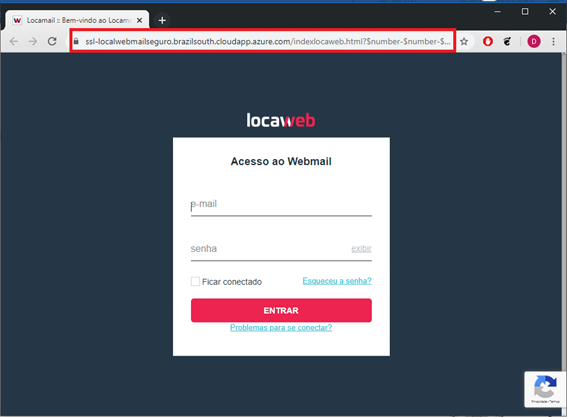 Locamail :: Bem-vindo ao Locam
ssl-localwebmailseguro.brazilsouth.cloudapp.azure.com/indexlocaweb.html?$number-$number-$...
D
locaweb
Acesso ao Webmail
e-mail
senha
exibir
Ficar conectado
Esqueceu a senha?
ENTRAR
Problemas para se conectar?
Privacidade - Termos